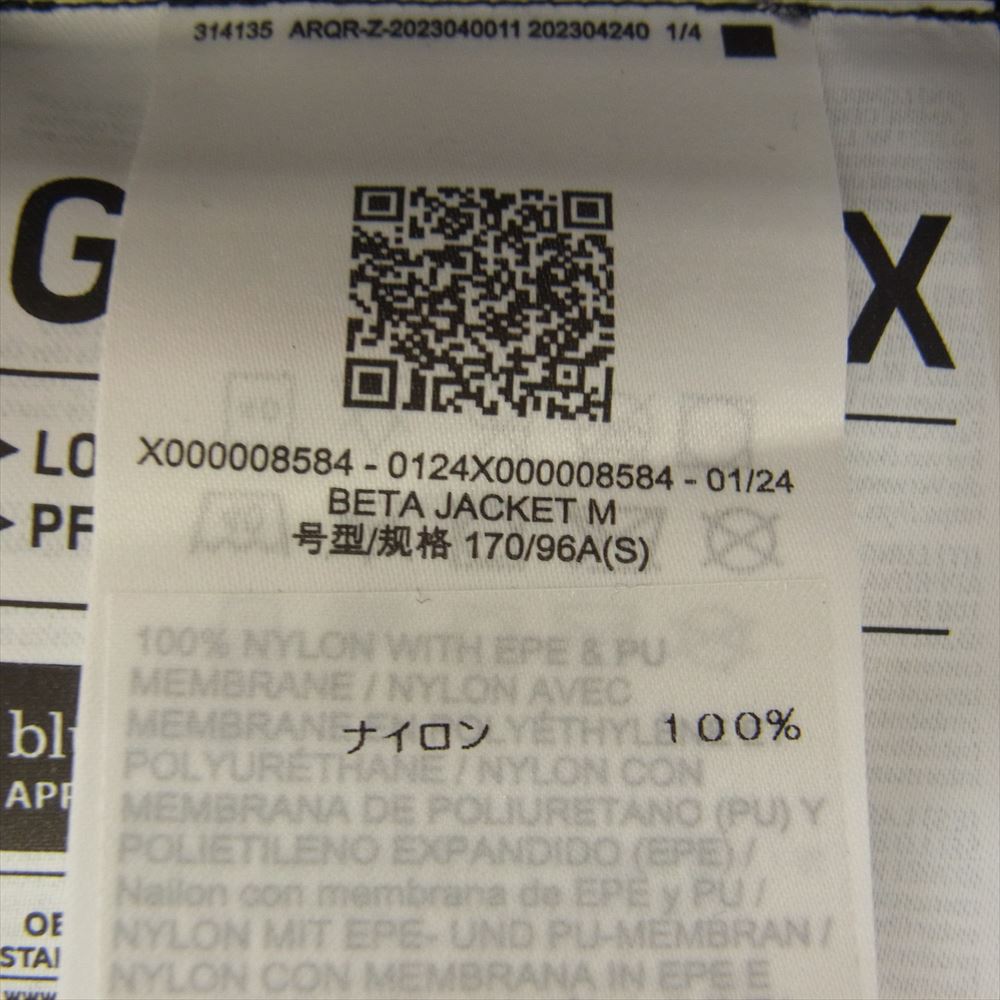 314135 ARQR-Z-2023040011 202304240 1/4
G
X
X000008584 - 0124X000008584 - 01/24
LO
BETA JACKET M
PF
号型/规格 170/96A(S)
100% NYLON WITH EPE & PU
MEMBRANE / NYLON AVEC
ナイロン 100%
POLYURÉTHANE / NYLON CON
MEMBRANA DE POLIURETANO (PU) Y
POLIETILENO EXPANDIDO (EPE) /
Nailon con membrana de EPE y PU /
NYLON MIT EPE- UND PU-MEMBRAN /
NYLON CON MEMBRANA IN EPE E
bl
APP
OE
STAN
www